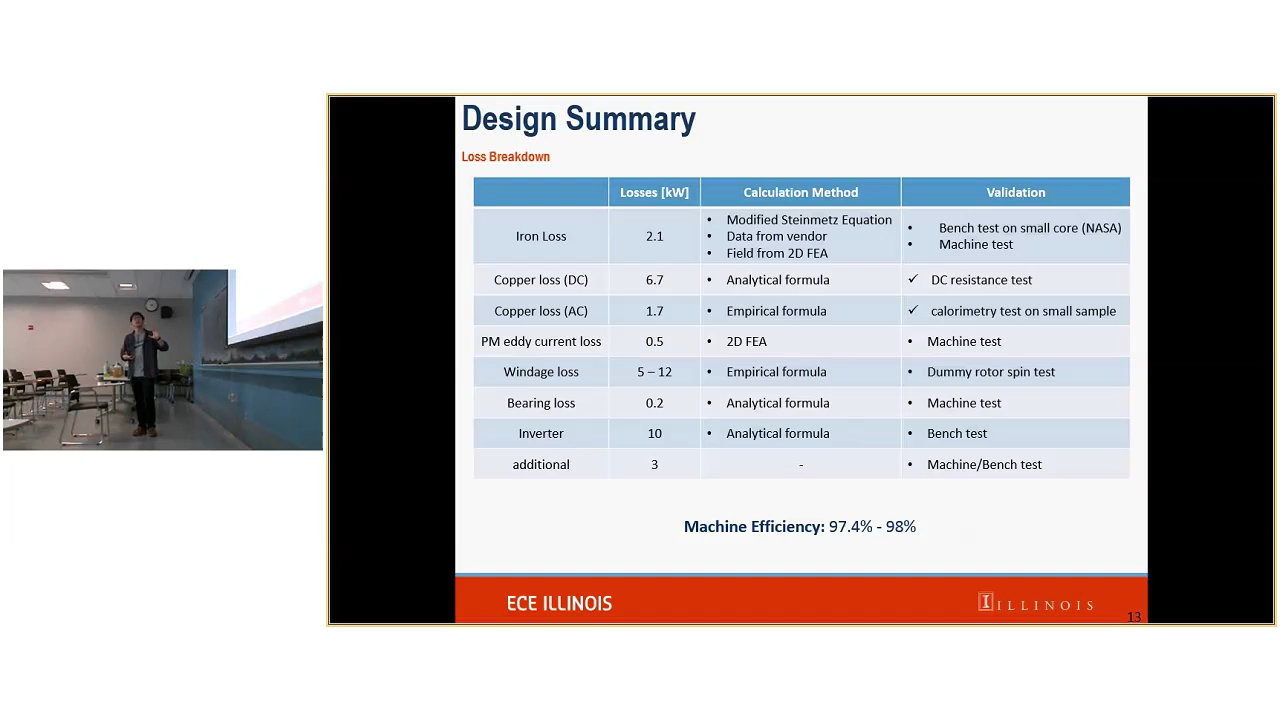 Design Summary
Loss Breakdown
Losses [kW] Calculation Method Validation
Iron Loss 2.1
• Modified Steinmetz Equation
• Data from vendor
• Field from 2D FEA
• Bench test on small core (NASA)
• Machine test
Copper loss (DC) 6.7 • Analytical formula ✓ DC resistance test
Copper loss (AC) 1.7 • Empirical formula ✓ calorimetry test on small sample
PM eddy current loss 0.5 • 2D FEA • Machine test
Windage loss 5 – 12 • Empirical formula • Dummy rotor spin test
Bearing loss 0.2 • Analytical formula • Machine test
Inverter 10 • Analytical formula • Bench test
additional 3 - • Machine/Bench test
Machine Efficiency: 97.4% - 98%
ECE ILLINOIS
I ILLINOIS
13